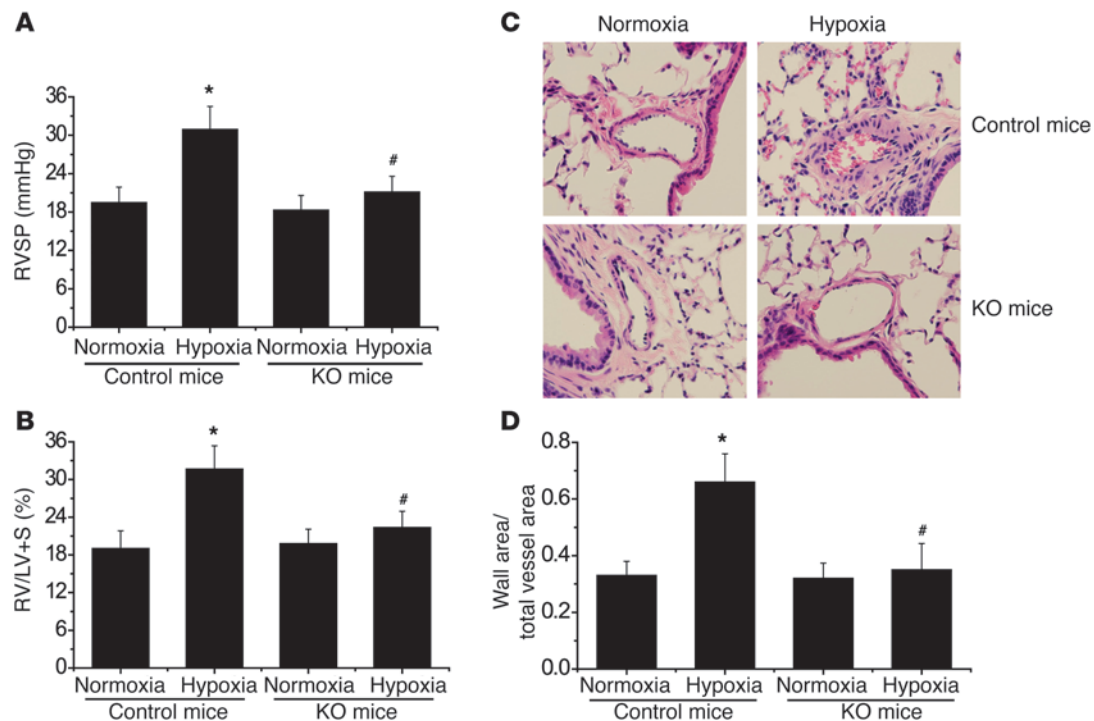 A
RVSP (mmHg)
36
30
24
18
12
6
0
*
#
Normoxia Hypoxia Normoxia Hypoxia
Control mice KO mice
C
Normoxia Hypoxia
Control mice
KO mice
B
RV/LV+S (%)
36
30
24
18
12
6
0
*
#
Normoxia Hypoxia Normoxia Hypoxia
Control mice KO mice
D
Wall area/
total vessel area
0.8
0.6
0.4
0.2
0.0
*
#
Normoxia Hypoxia Normoxia Hypoxia
Control mice KO mice